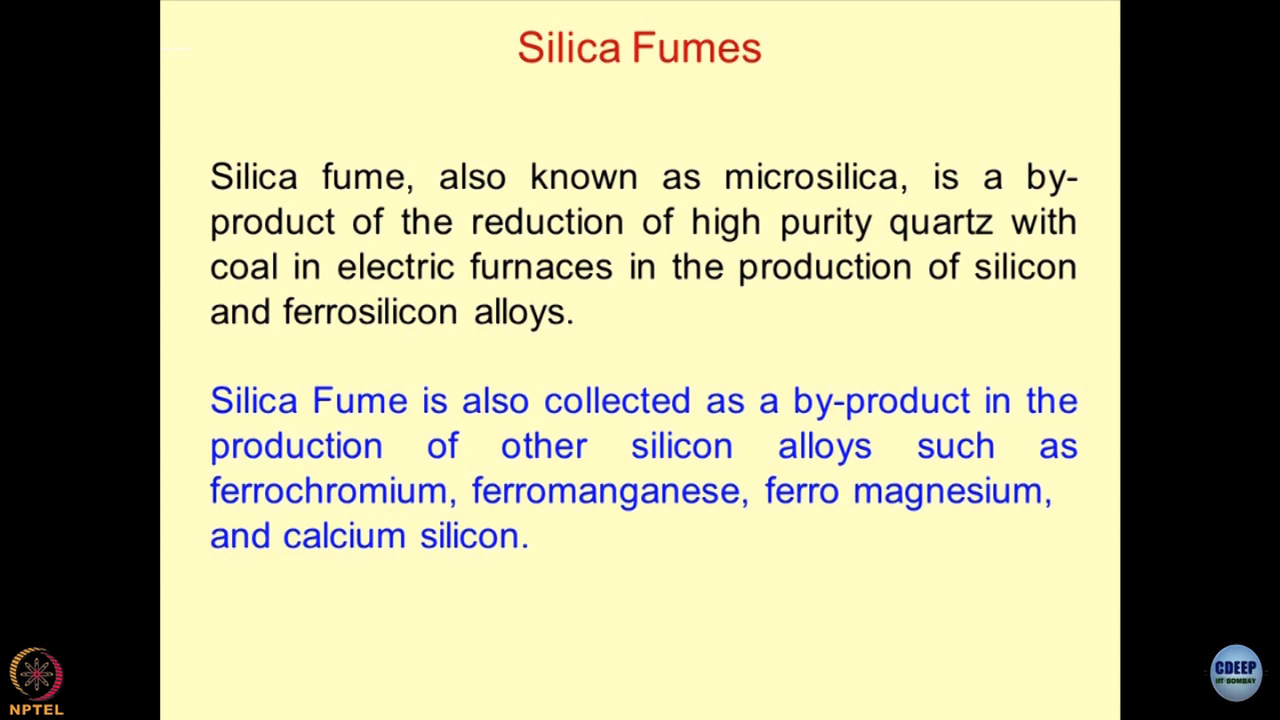 Silica Fumes
Silica fume, also known as microsilica, is a by-
product of the reduction of high purity quartz with
coal in electric furnaces in the production of silicon
and ferrosilicon alloys.
Silica Fume is also collected as a by-product in the
production of other silicon alloys such as
ferrochromium, ferromanganese, ferro magnesium,
and calcium silicon.
NPTEL
CDEEP
IIT BOMBAY